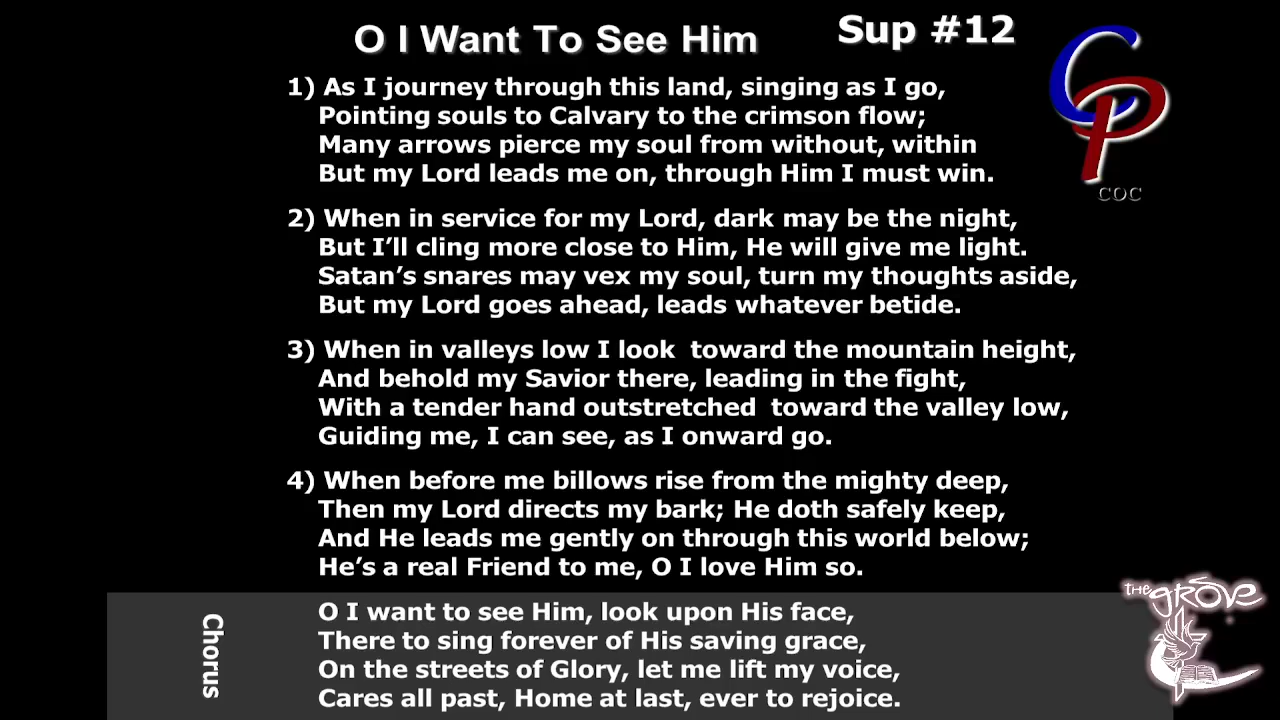 O I Want To See Him
Sup #12
CP
COC
1) As I journey through this land, singing as I go,
Pointing souls to Calvary to the crimson flow;
Many arrows pierce my soul from without, within
But my Lord leads me on, through Him I must win.
2) When in service for my Lord, dark may be the night,
But I’ll cling more close to Him, He will give me light.
Satan’s snares may vex my soul, turn my thoughts aside,
But my Lord goes ahead, leads whatever betide.
3) When in valleys low I look  toward the mountain height,
And behold my Savior there, leading in the fight,
With a tender hand outstretched  toward the valley low,
Guiding me, I can see, as I onward go.
4) When before me billows rise from the mighty deep,
Then my Lord directs my bark; He doth safely keep,
And He leads me gently on through this world below;
He’s a real Friend to me, O I love Him so.
Chorus
O I want to see Him, look upon His face,
There to sing forever of His saving grace,
On the streets of Glory, let me lift my voice,
Cares all past, Home at last, ever to rejoice.
THE GROVE